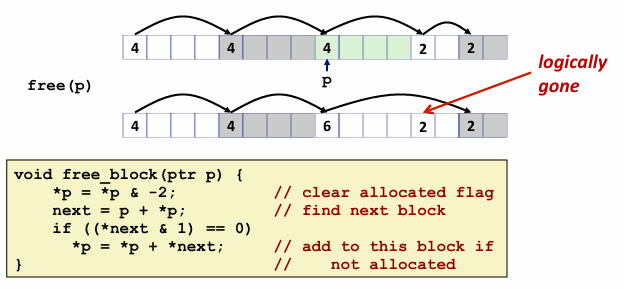 4 4 4 2 2
p
logically
gone
free(p)
4 4 6 2 2
void free_block(ptr p) {
*p = *p & -2; // clear allocated flag
next = p + *p; // find next block
if ((*next & 1) == 0)
*p = *p + *next; // add to this block if
} // not allocated